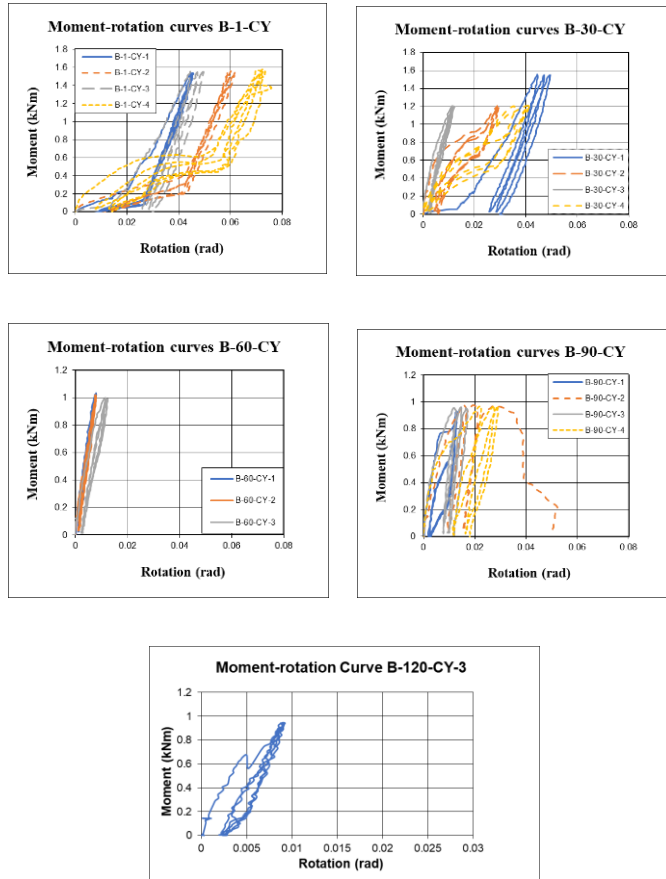 Moment-rotation curves B-1-CY
1.8
1.6
1.4
1.2
1
0.8
0.6
0.4
0.2
0
0
0.02
0.04
0.06
0.08
B-1-CY-1
B-1-CY-2
B-1-CY-3
B-1-CY-4
Moment (kNm)
Rotation (rad)
Moment-rotation curves B-30-CY
1.8
1.6
1.4
1.2
1
0.8
0.6
0.4
0.2
0
0
0.02
0.04
0.06
0.08
B-30-CY-1
B-30-CY-2
B-30-CY-3
B-30-CY-4
Moment (kNm)
Rotation (rad)
Moment-rotation curves B-60-CY
1.2
1
0.8
0.6
0.4
0.2
0
0
0.02
0.04
0.06
0.08
B-60-CY-1
B-60-CY-2
B-60-CY-3
Moment (kNm)
Rotation (rad)
Moment-rotation curves B-90-CY
1.2
1
0.8
0.6
0.4
0.2
0
0
0.02
0.04
0.06
0.08
B-90-CY-1
B-90-CY-2
B-90-CY-3
B-90-CY-4
Moment (kNm)
Rotation (rad)
Moment-rotation Curve B-120-CY-3
1.2
1
0.8
0.6
0.4
0.2
0
0
0.005
0.01
0.015
0.02
0.025
0.03
Moment (kNm)
Rotation (rad)